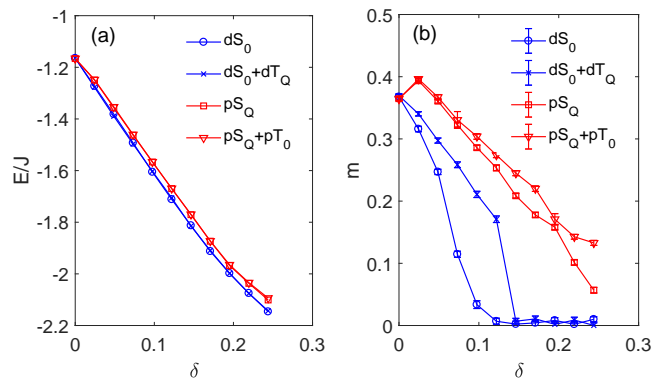 (a)
dS0
dS0+dTQ
pSQ
pSQ+pT0
E/J
-1
-1.2
-1.4
-1.6
-1.8
-2
-2.2
0
0.1
0.2
0.3
δ
(b)
dS0
dS0+dTQ
pSQ
pSQ+pT0
m
0.5
0.4
0.3
0.2
0.1
0
0
0.1
0.2
0.3
δ